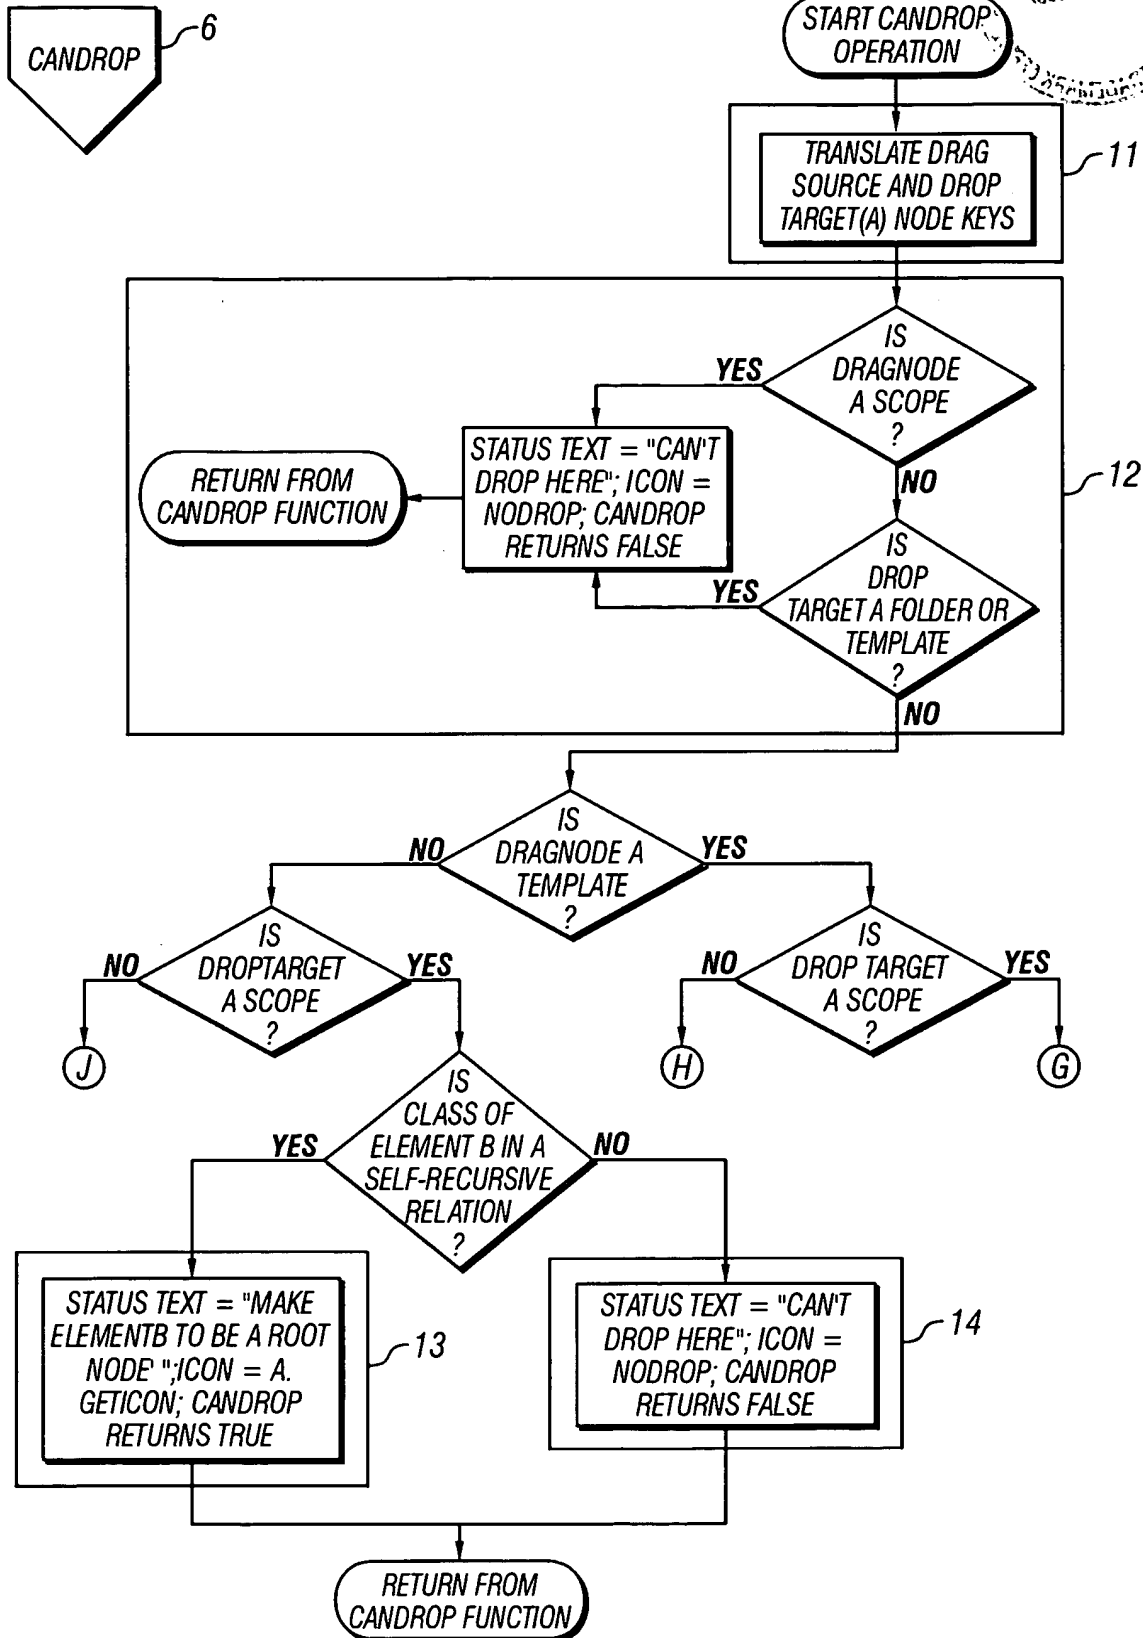 CANDROP
6
START CANDROP
OPERATION
TRANSLATE DRAG
SOURCE AND DROP
TARGET(A) NODE KEYS
11
IS
DRAGNODE
A SCOPE
?
YES
NO
STATUS TEXT = "CAN'T
DROP HERE"; ICON =
NODROP; CANDROP
RETURNS FALSE
RETURN FROM
CANDROP FUNCTION
12
IS
DROP
TARGET A FOLDER OR
TEMPLATE
?
YES
NO
IS
DRAGNODE A
TEMPLATE
?
NO
YES
IS
DROPTARGET
A SCOPE
?
NO
YES
IS
DROP TARGET
A SCOPE
?
NO
YES
J
H
G
IS
CLASS OF
ELEMENT B IN A
SELF-RECURSIVE
RELATION
?
YES
NO
STATUS TEXT = "MAKE
ELEMENTB TO BE A ROOT
NODE' ";ICON = A.
GETICON; CANDROP
RETURNS TRUE
13
STATUS TEXT = "CAN'T
DROP HERE"; ICON =
NODROP; CANDROP
RETURNS FALSE
14
RETURN FROM
CANDROP FUNCTION